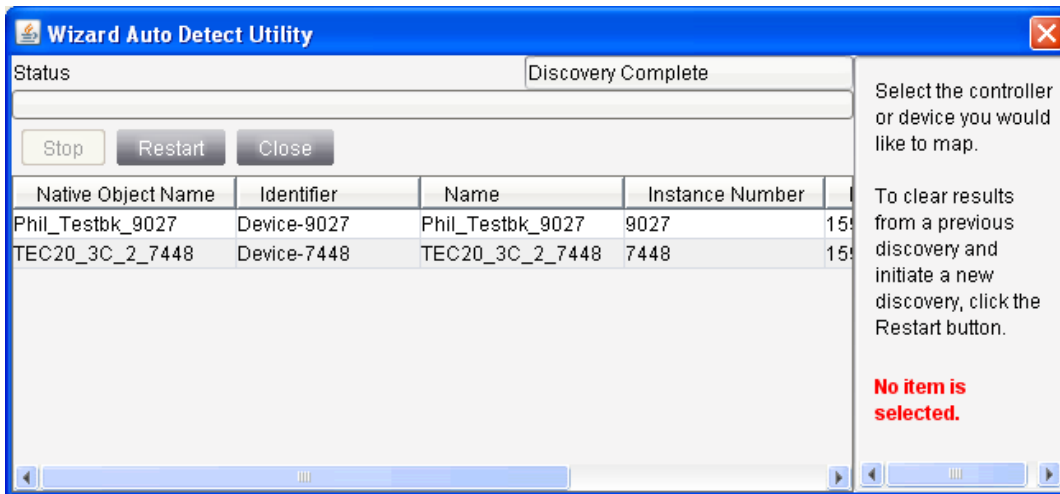 Wizard Auto Detect Utility
Status Discovery Complete
Stop Restart Close
Native Object Name Identifier Name Instance Number
Phil_Testbk_9027 Device-9027 Phil_Testbk_9027 9027
TEC20_3C_2_7448 Device-7448 TEC20_3C_2_7448 7448
Select the controller
or device you would
like to map.
To clear results
from a previous
discovery and
initiate a new
discovery, click the
Restart button.
No item is
selected.